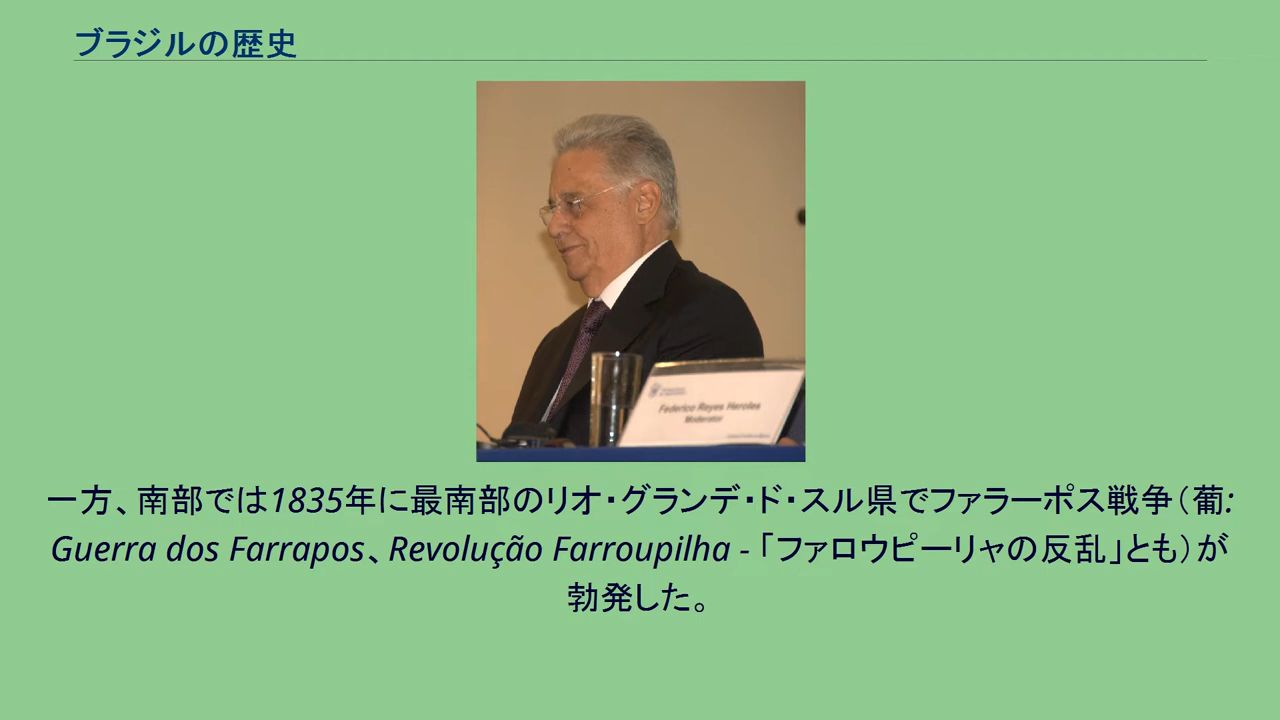 ブラジルの歴史
Federico Reyes Heroles
Moderator
一方、南部では1835年に最南部のリオ・グランデ・ド・スル県でファラーポス戦争（葡:
Guerra dos Farrapos、Revolução Farroupilha - 「ファロウピーリャの反乱」とも）が
勃発した。